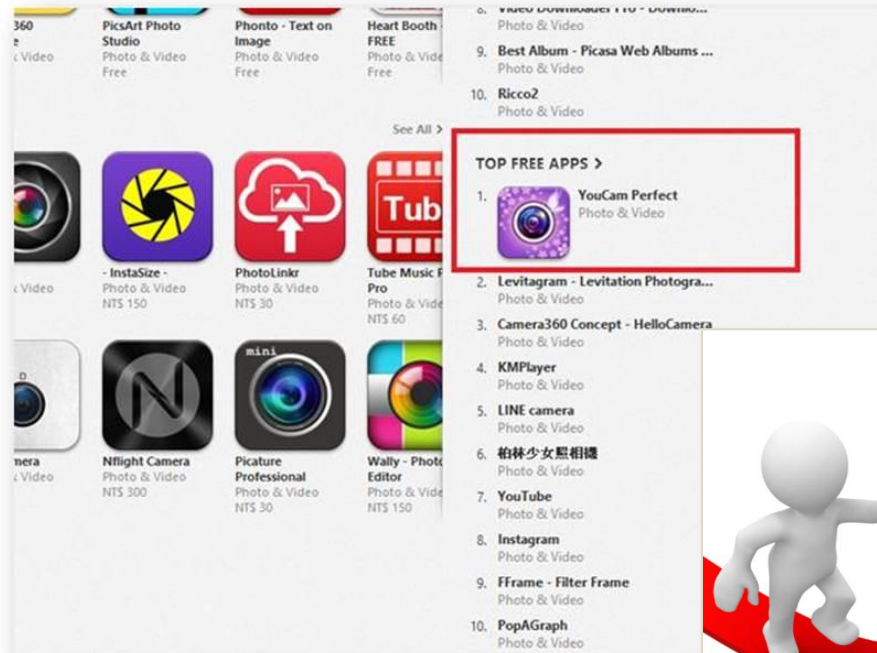 360
PicsArt Photo
Studio
Photo & Video
Free
Phonto - Text on
Image
Photo & Video
Free
Heart Booth -
FREE
Photo & Vide
Free
Video
See All >
Tub
- InstaSize -
Photo & Video
NT$ 150
PhotoLinkr
Photo & Video
NT$ 30
Tube Music P
Pro
Photo & Vide
NT$ 60
Video
mini
N
D
mera
Video
Nflight Camera
Photo & Video
NT$ 300
Picature
Professional
Photo & Video
NT$ 30
Wally - Photo
Editor
Photo & Vide
NT$ 150
8. Video Downloader Pro - Downlo...
Photo & Video
9. Best Album - Picasa Web Albums ...
Photo & Video
10. Ricco2
Photo & Video
TOP FREE APPS >
1. YouCam Perfect
Photo & Video
2. Levitagram - Levitation Photogra...
Photo & Video
3. Camera360 Concept - HelloCamera
Photo & Video
4. KMPlayer
Photo & Video
5. LINE camera
Photo & Video
6. 柏林少女照相機
Photo & Video
7. YouTube
Photo & Video
8. Instagram
Photo & Video
9. FFrame - Filter Frame
Photo & Video
10. PopAGraph
Photo & Video